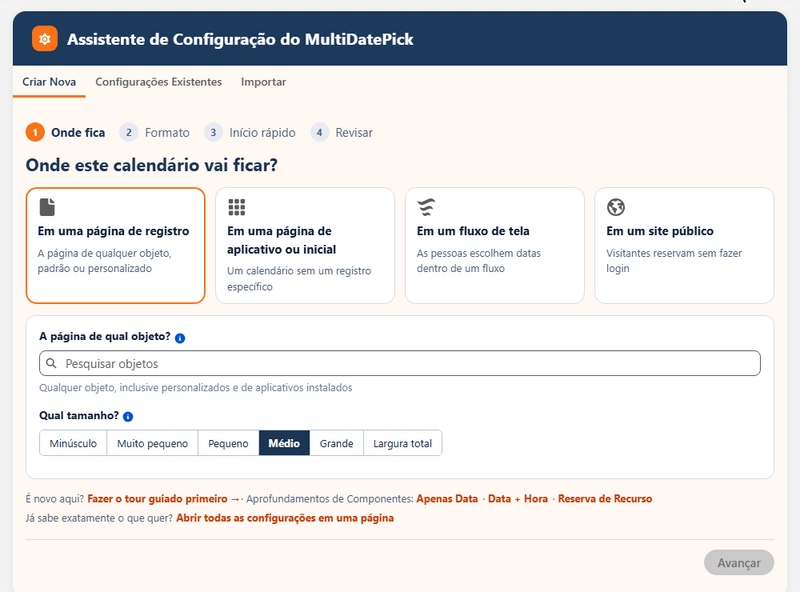 Assistente de Configuração do MultiDatePick
Criar Nova
Configurações Existentes
Importar
1 Onde fica
2 Formato
3 Início rápido
4 Revisar
Onde este calendário vai ficar?
Em uma página de registro
A página de qualquer objeto,
padrão ou personalizado
Em uma página de
aplicativo ou inicial
Um calendário sem um registro
específico
Em um fluxo de tela
As pessoas escolhem datas
dentro de um fluxo
Em um site público
Visitantes reservam sem fazer
login
A página de qual objeto?
Pesquisar objetos
Qualquer objeto, inclusive personalizados e de aplicativos instalados
Qual tamanho?
Minúsculo
Muito pequeno
Pequeno
Médio
Grande
Largura total
É novo aqui? Fazer o tour guiado primeiro → · Aprofundamentos de Componentes: Apenas Data · Data + Hora · Reserva de Recurso
Já sabe exatamente o que quer? Abrir todas as configurações em uma página
Avançar